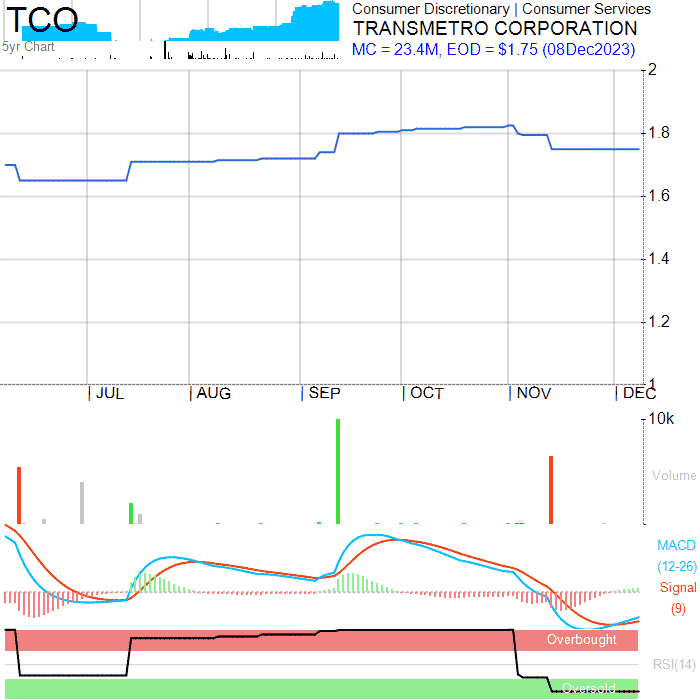 TCO
5yr Chart
Consumer Discretionary | Consumer Services
TRANSMETRO CORPORATION
MC = 23.4M, EOD = $1.75 (08Dec2023)
2
1.8
1.6
1.4
1.2
1
JUL AUG SEP OCT NOV DEC
10k
Volume
MACD
(12-26)
Signal
(9)
Overbought
RSI(14)
Oversold